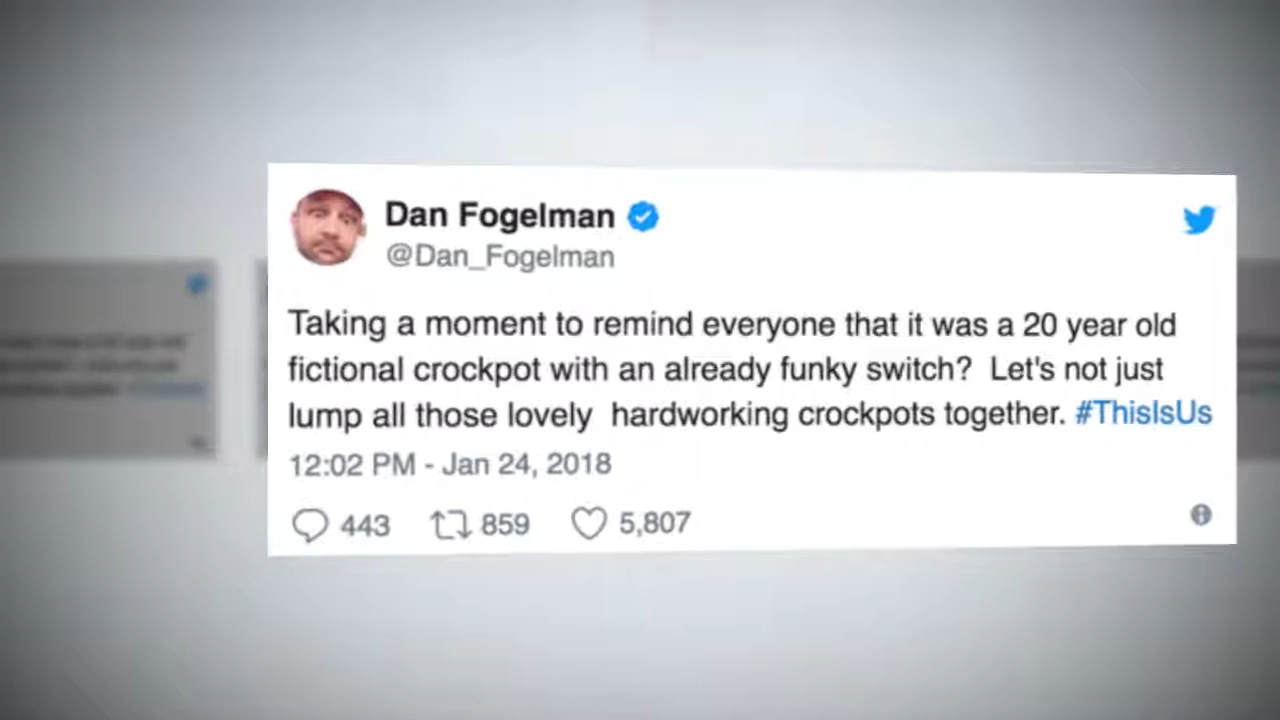 Dan Fogelman
@Dan_Fogelman
Taking a moment to remind everyone that it was a 20 year old
fictional crockpot with an already funky switch?  Let's not just
lump all those lovely  hardworking crockpots together. #ThisIsUs
12:02 PM - Jan 24, 2018
443 859 5,807